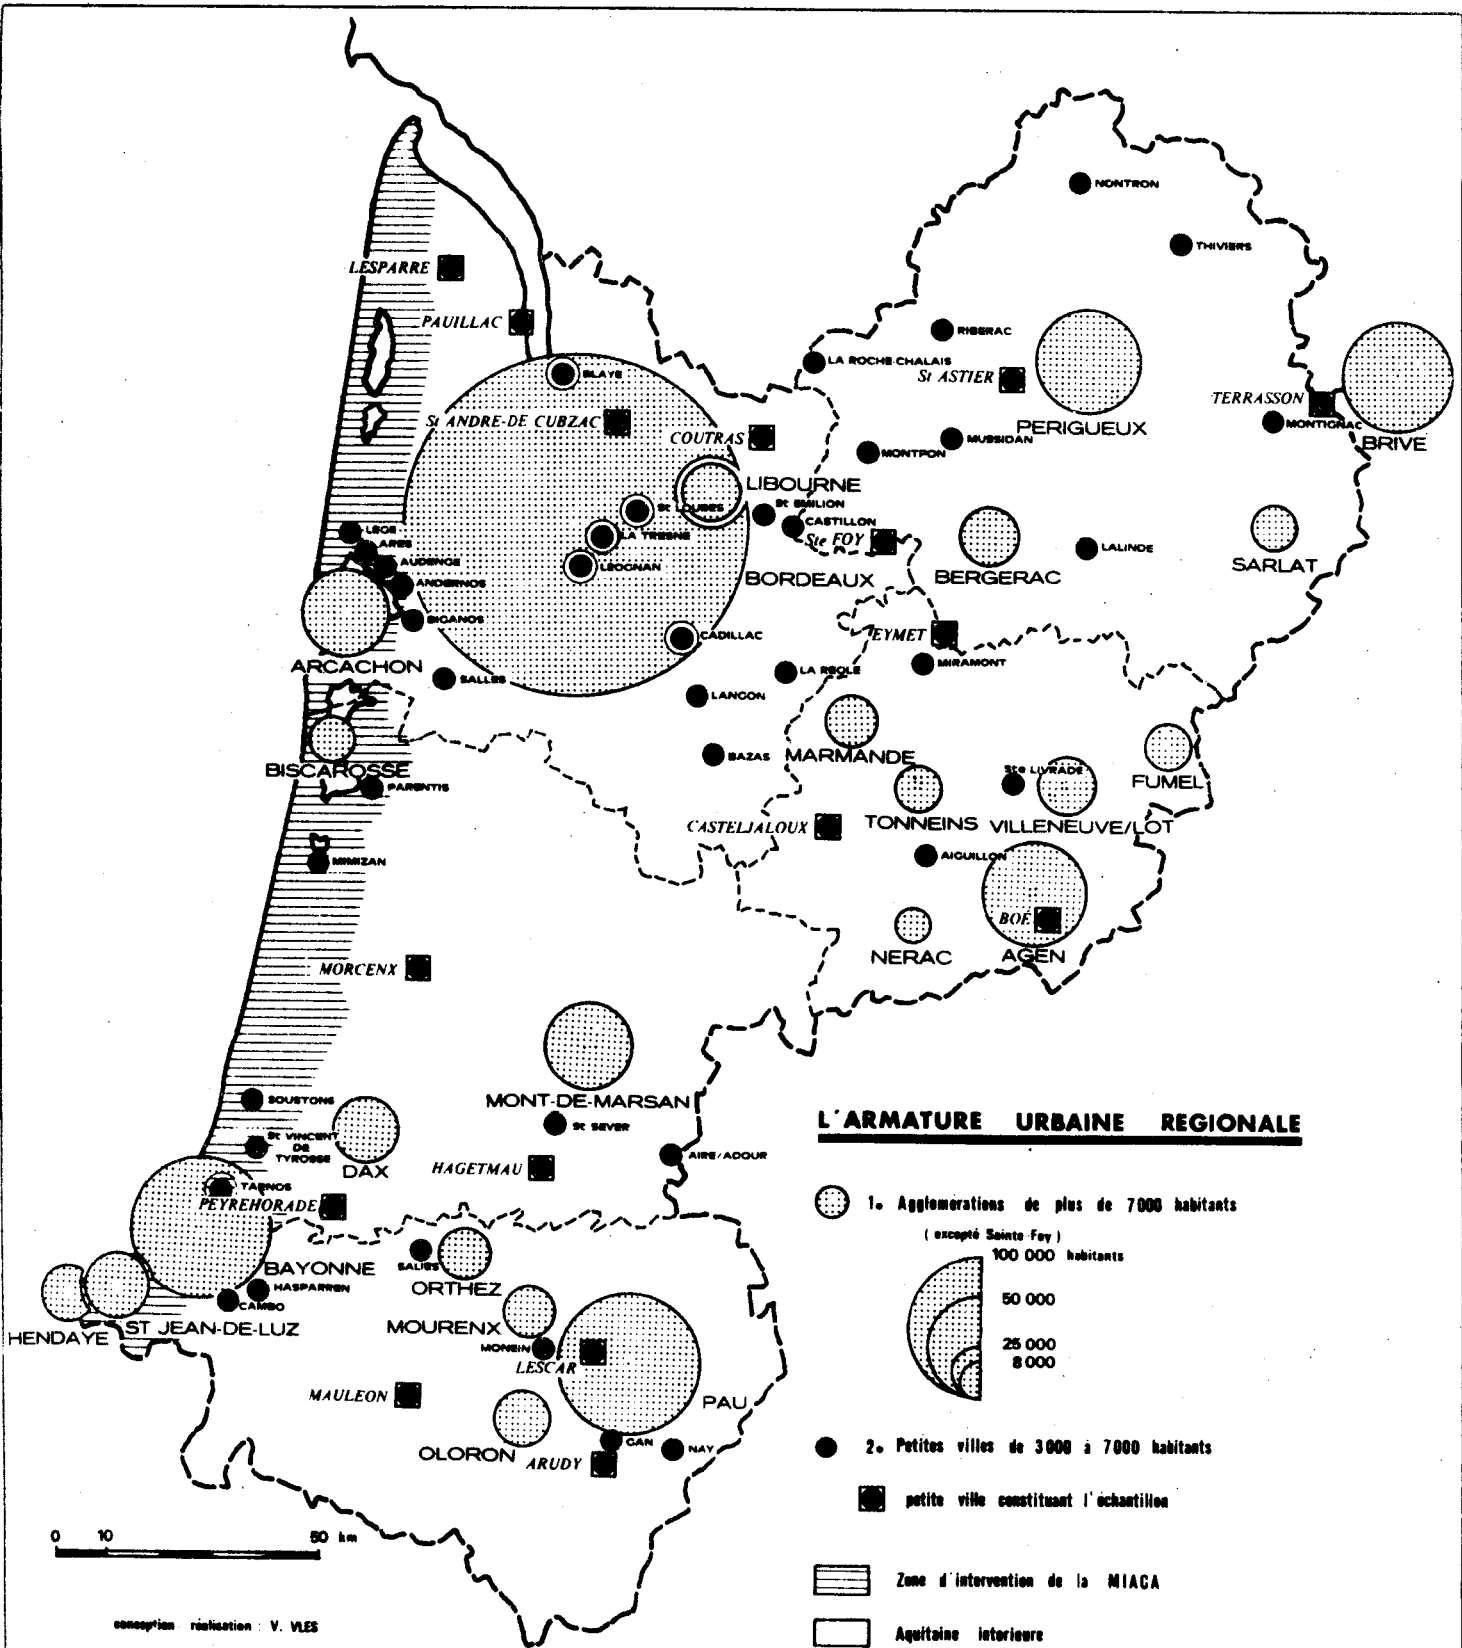 NONTRON
THIVIERS
LESPARRE
PAUILLAC
RIBERAC
LA ROCHE-CHALAIS
St ASTIER
BLAYE
TERRASSON
St ANDRE-DE CUBZAC
COUTRAS
PERIGUEUX
MONTIGNAC
MUSSIDAN
BRIVE
MONTPON
LIBOURNE
St EMILION
St LOUBES
CASTILLON
LEGE
LA TRESNE
Ste FOY
ARES
LALINDE
AUDENGE
LEOGNAN
SARLAT
BORDEAUX
BERGERAC
ANDERNOS
BIGANOS
CADILLAC
EYMET
MIRAMONT
ARCACHON
SALLES
LA REOLE
LANGON
BAZAS
MARMANDE
BISCAROSSE
Ste LIVRADE
FUMEL
PARENTIS
CASTELJALOUX
TONNEINS
VILLENEUVE/LOT
MIMIZAN
AIGUILLON
BOE
NERAC
AGEN
MORCENX
SOUSTONS
MONT-DE-MARSAN
St SEVER
L'ARMATURE URBAINE REGIONALE
St VINCENT
DE
TYROSSE
DAX
HAGETMAU
AIRE/ADOUR
TARNOS
PEYREHORADE
1. Agglomérations de plus de 7000 habitants
( excepté Sainte Foy )
100 000 habitants
50 000
25 000
8 000
BAYONNE
SALIES
ORTHEZ
HASPARREN
CAMBO
HENDAYE
ST JEAN-DE-LUZ
MOURENX
MONEIN
LESCAR
MAULEON
PAU
OLORON
GAN
NAY
ARUDY
2. Petites villes de 3000 à 7000 habitants
petite ville constituant l'échantillon
0 10 50 km
Zone d'intervention de la MIACA
conception réalisation : V. VLES
Aquitaine intérieure